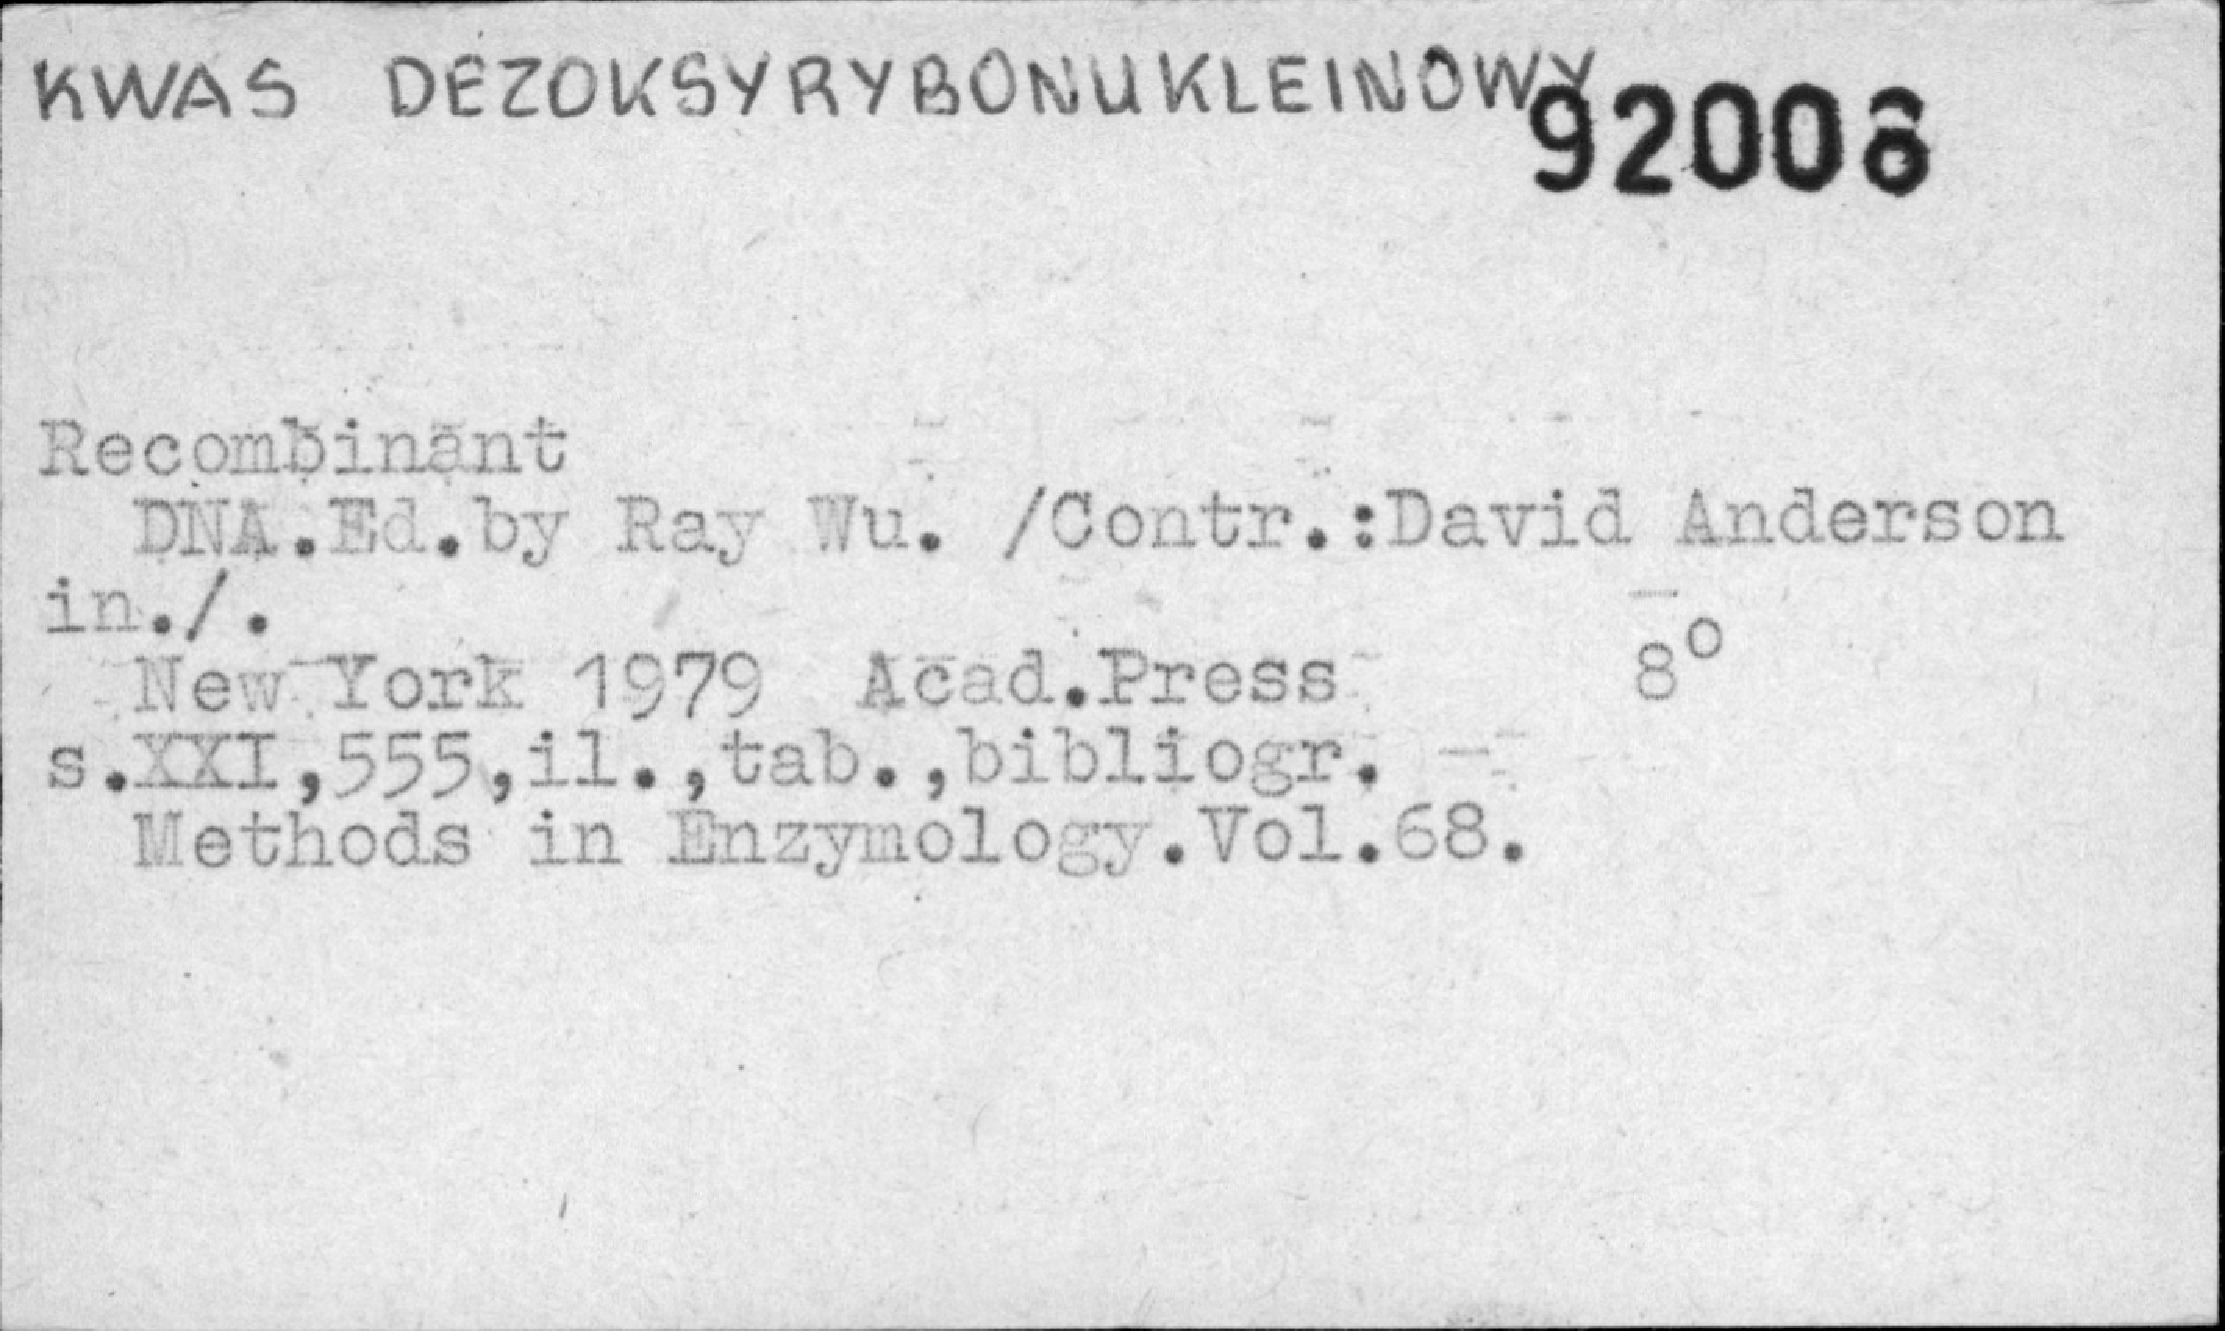 KWAS DEZOKSYRYBONUKLEINOWY
92008
Recombinant
DNA.Ed.by Ray Wu. /Contr.:David Anderson
in./.
New York 1979 Acad.Press 8°
s.XXI,555,il.,tab.,bibliogr.
Methods in Enzymology.Vol.68.